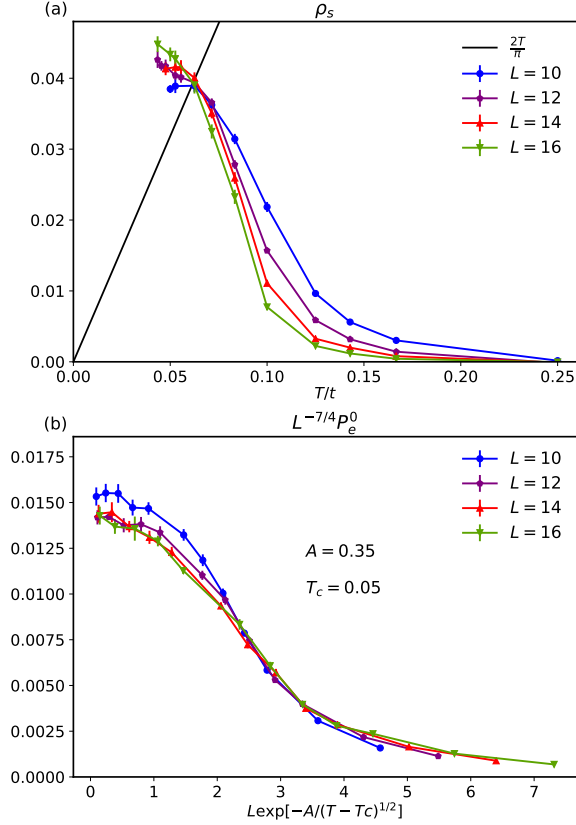 (a)
ρ_s
2T/π
L = 10
L = 12
L = 14
L = 16
0.04
0.03
0.02
0.01
0.00
0.00 0.05 0.10 0.15 0.20 0.25
T/t
(b)
L^{-7/4}P_e^0
L = 10
L = 12
L = 14
L = 16
A = 0.35
T_c = 0.05
0.0175
0.0150
0.0125
0.0100
0.0075
0.0050
0.0025
0.0000
0 1 2 3 4 5 6 7
Lexp[−A/(T − Tc)^{1/2}]